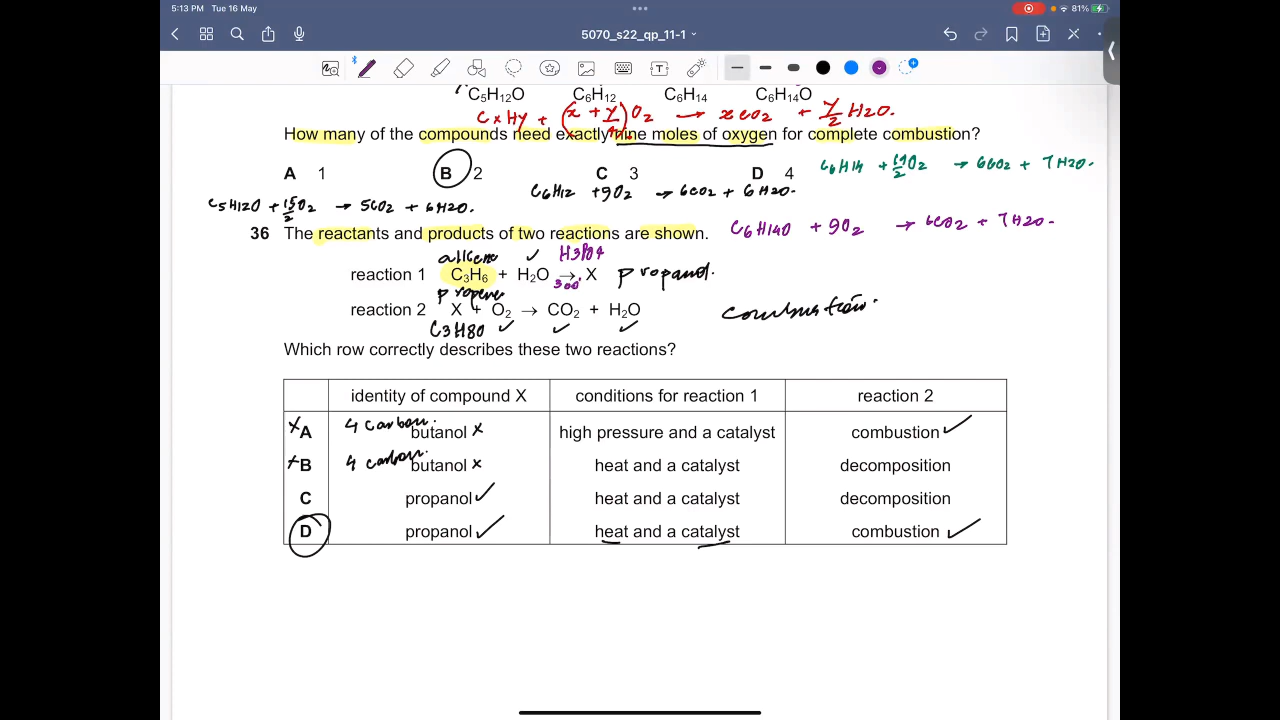 5:13 PM Tue 16 May
81%
5070_s22_qp_11-1
C5H12O C6H12 C6H14 C6H14O
CxHy + (x + y/4) O2 → xCO2 + y/2 H2O.
How many of the compounds need exactly nine moles of oxygen for complete combustion?
A 1 B 2 C 3 D 4
C6H14 + 19/2 O2 → 6CO2 + 7H2O.
C6H12 + 9O2 → 6CO2 + 6H2O.
C5H12O + 15/2 O2 → 5CO2 + 6H2O.
36 The reactants and products of two reactions are shown.
C6H14O + 9O2 → 6CO2 + 7H2O.
alkene ✓ H3PO4
reaction 1 C3H6 + H2O → X propanol.
propene 300°
reaction 2 X + O2 → CO2 + H2O combustion.
C3H8O ✓ ✓ ✓
Which row correctly describes these two reactions?
identity of compound X conditions for reaction 1 reaction 2
x A 4 carbon. butanol x high pressure and a catalyst combustion ✓
x B 4 carbon. butanol x heat and a catalyst decomposition
C propanol ✓ heat and a catalyst decomposition
D propanol ✓ heat and a catalyst combustion ✓